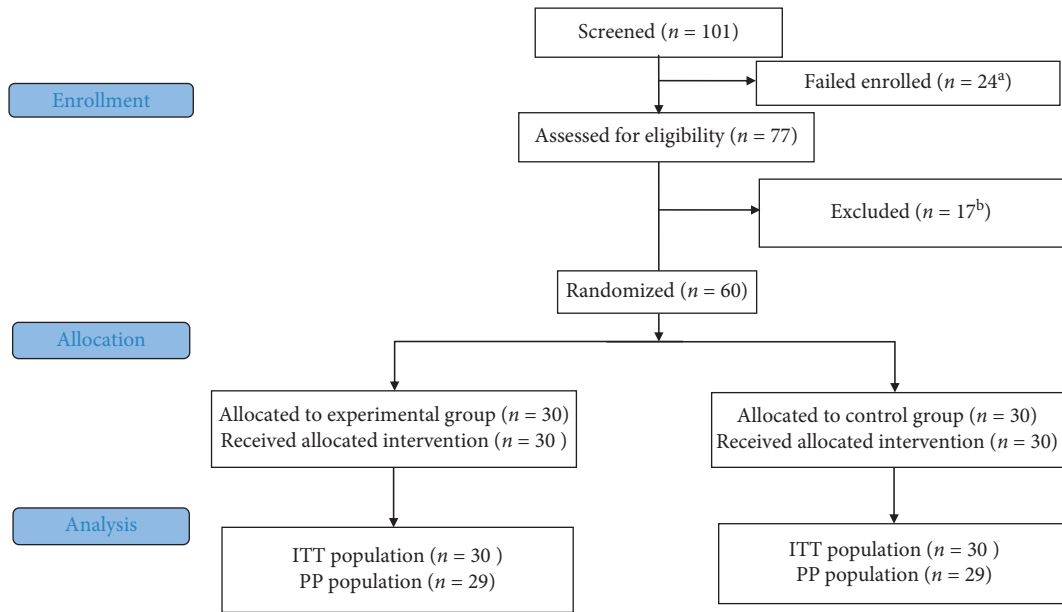 Screened (n = 101)
Enrollment
Failed enrolled (n = 24ᵃ)
Assessed for eligibility (n = 77)
Excluded (n = 17ᵇ)
Randomized (n = 60)
Allocation
Allocated to experimental group (n = 30)
Received allocated intervention (n = 30 )
Allocated to control group (n = 30)
Received allocated intervention (n = 30)
Analysis
ITT population (n = 30 )
PP population (n = 29)
ITT population (n = 30 )
PP population (n = 29)